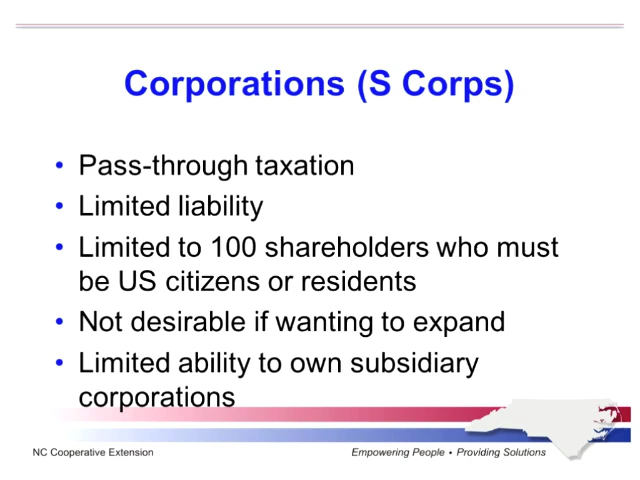 Corporations (S Corps)
• Pass-through taxation
• Limited liability
• Limited to 100 shareholders who must
be US citizens or residents
• Not desirable if wanting to expand
• Limited ability to own subsidiary
corporations
NC Cooperative Extension
Empowering People • Providing Solutions